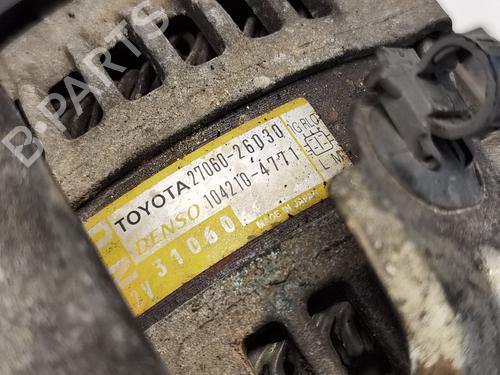 B-PARTS
TOYOTA 27060-26030
DENSO 104210-4771
V 31060
MADE IN JAPAN